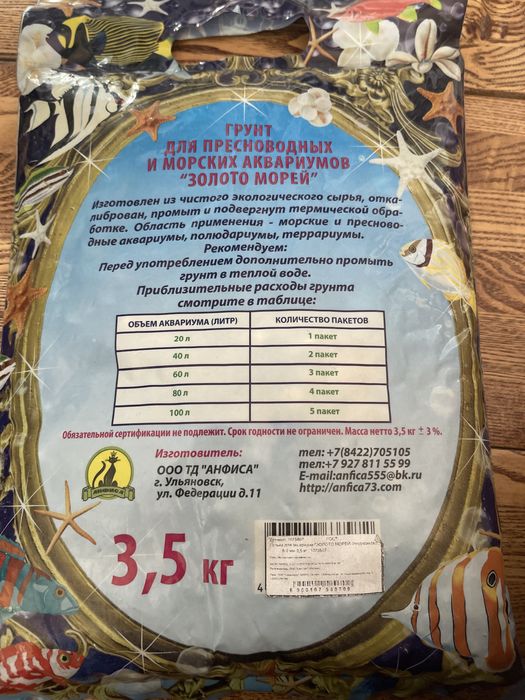 ГРУНТ
ДЛЯ ПРЕСНОВОДНЫХ
И МОРСКИХ АКВАРИУМОВ
"ЗОЛОТО МОРЕЙ"
Изготовлен из чистого экологического сырья, отка-
либрован, промыт и подвергнут термической обра-
ботке. Область применения - морские и пресново-
дные аквариумы, полюдариумы, террариумы.
Рекомендуем:
Перед употреблением дополнительно промыть
грунт в теплой воде.
Приблизительные расходы грунта
смотрите в таблице:
ОБЪЕМ АКВАРИУМА (ЛИТР) КОЛИЧЕСТВО ПАКЕТОВ
20 л 1 пакет
40 л 2 пакет
60 л 3 пакет
80 л 4 пакет
100 л 5 пакет
Обязательной сертификации не подлежит. Срок годности не ограничен. Масса нетто 3,5 кг ± 3%.
Изготовитель:
ООО ТД "АНФИСА"
г. Ульяновск,
ул. Федерации д.11
тел: +7(8422)705105
тел:+7 927 811 55 99
E-mail:anfica555@bk.ru
http://anfica73.com
АНФИСА
3,5 кг
4